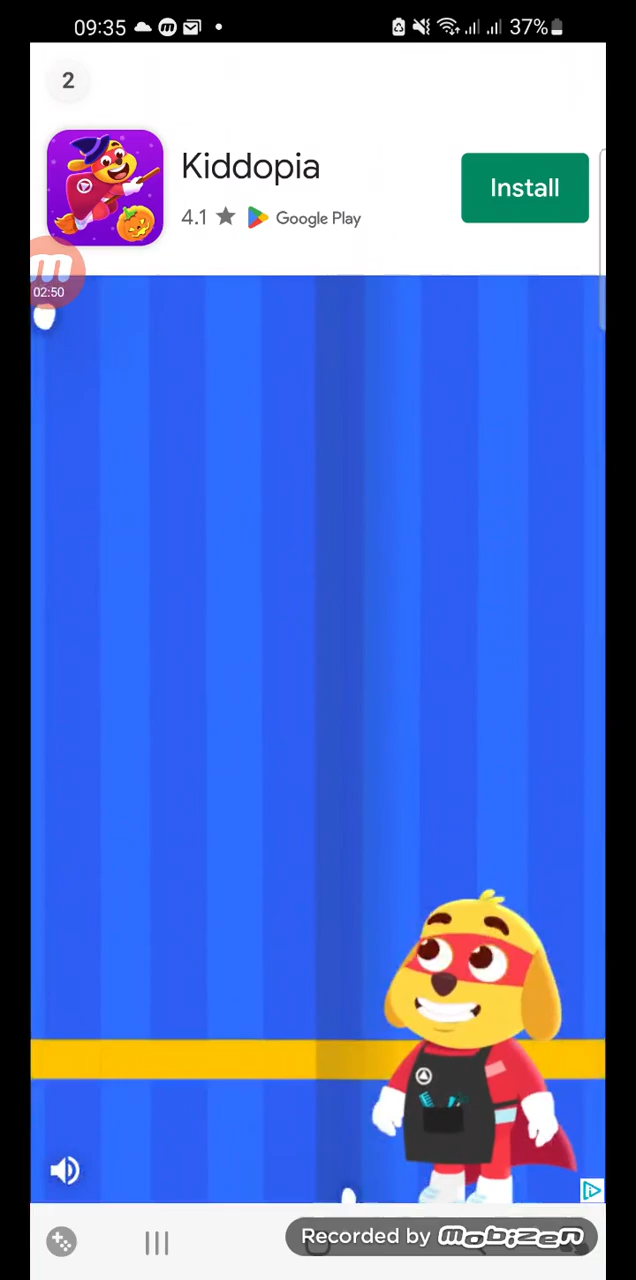 09:35
37%
2
Kiddopia
4.1 ★ Google Play
Install
02:50
Recorded by mobizen